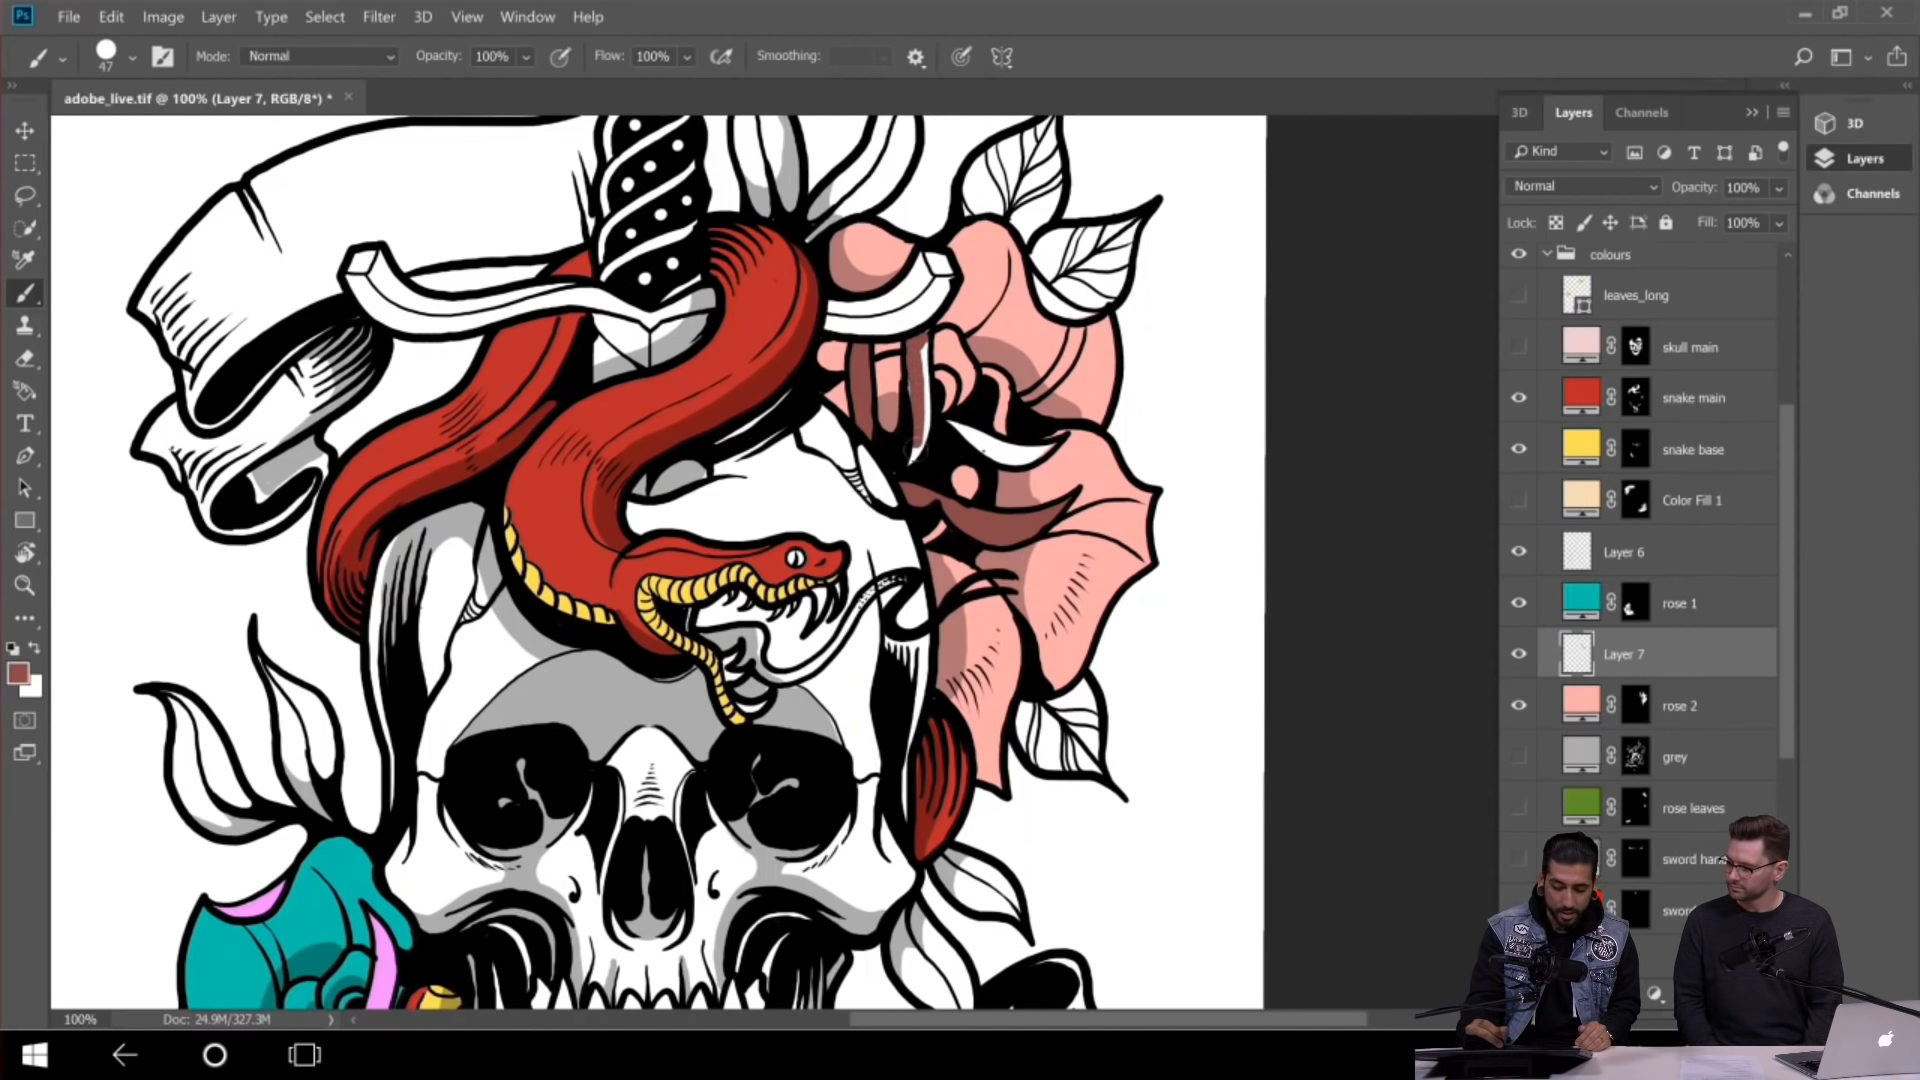 Ps File Edit Image Layer Type Select Filter 3D View Window Help
47 Mode: Normal Opacity: 100% Flow: 100% Smoothing:
adobe_live.tif @ 100% (Layer 7, RGB/8*) *
3D Layers Channels
3D
Kind
Layers
Normal Opacity: 100%
Channels
Lock: Fill: 100%
colours
leaves_long
skull main
snake main
snake base
Color Fill 1
Layer 6
rose 1
Layer 7
rose 2
grey
rose leaves
sword
100% Doc: 24.9M/327.3M